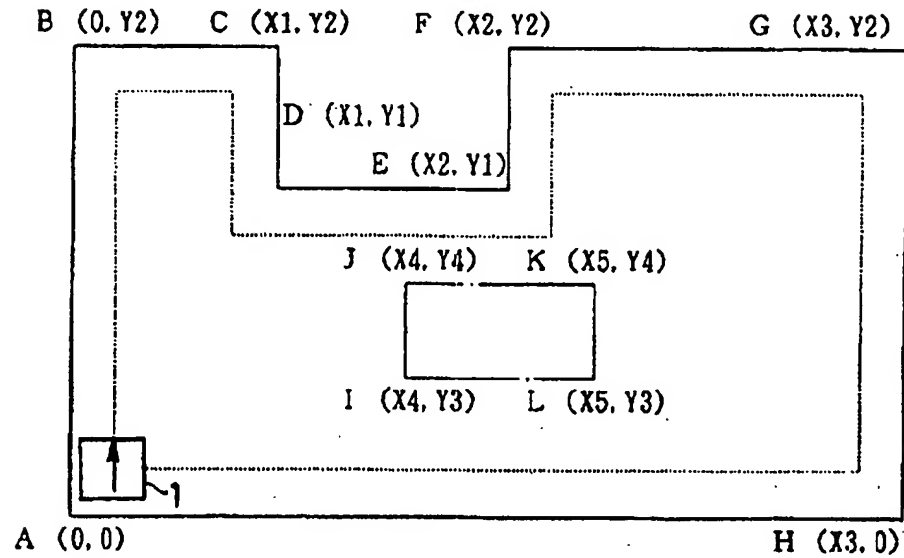 B (0, Y2) C (X1, Y2) F (X2, Y2) G (X3, Y2)
D (X1, Y1)
E (X2, Y1)
J (X4, Y4) K (X5, Y4)
I (X4, Y3) L (X5, Y3)
1
A (0, 0) H (X3, 0)